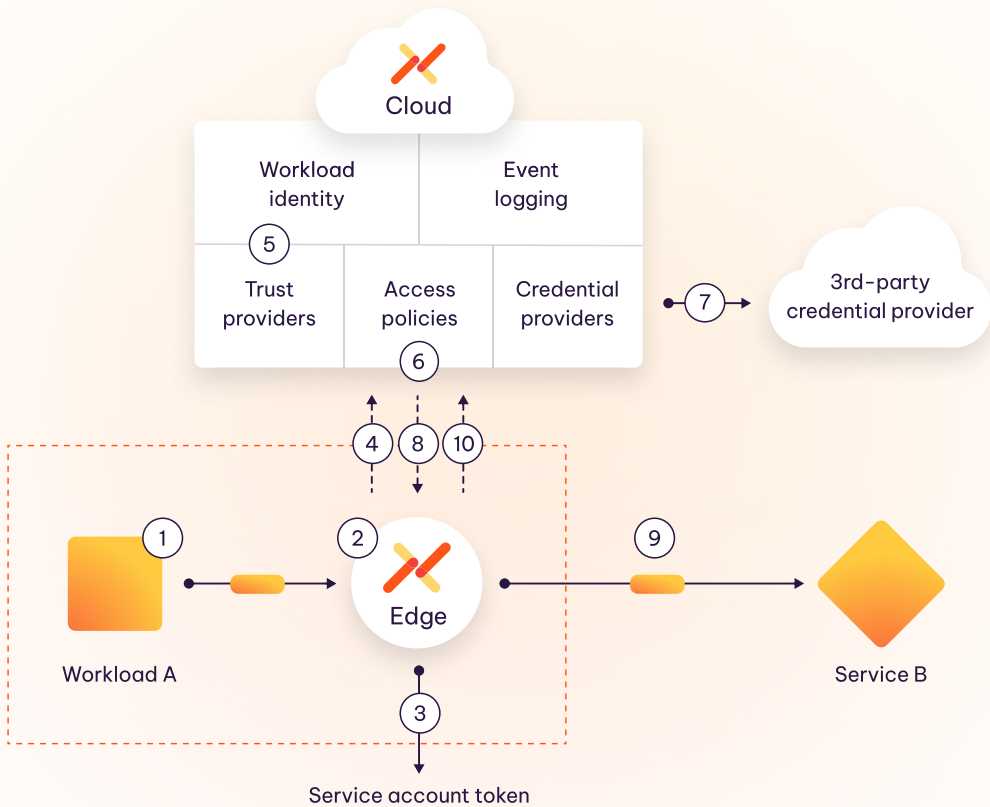 Cloud
Workload
identity
Event
logging
5
Trust
providers
Access
policies
Credential
providers
6
7
3rd-party
credential provider
4
8
10
1
2
9
Edge
Workload A
Service B
3
Service account token